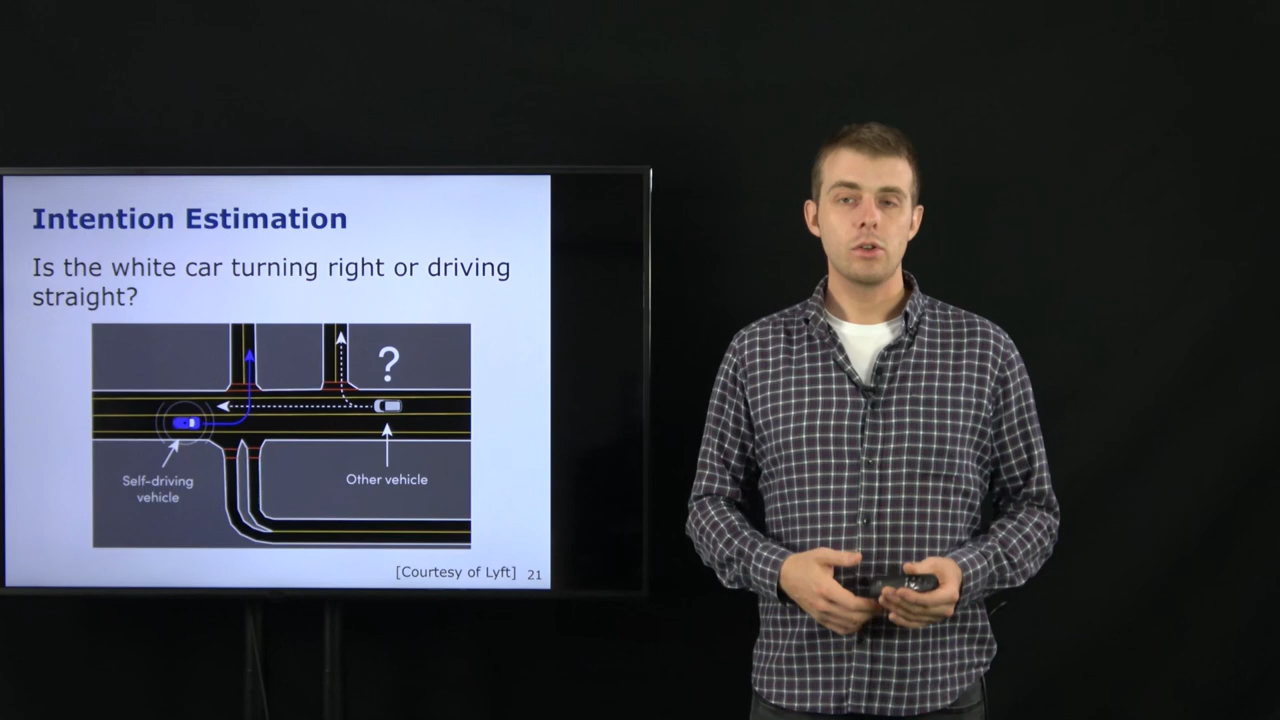 Intention Estimation
Is the white car turning right or driving
straight?
?
Self-driving
vehicle
Other vehicle
[Courtesy of Lyft] 21